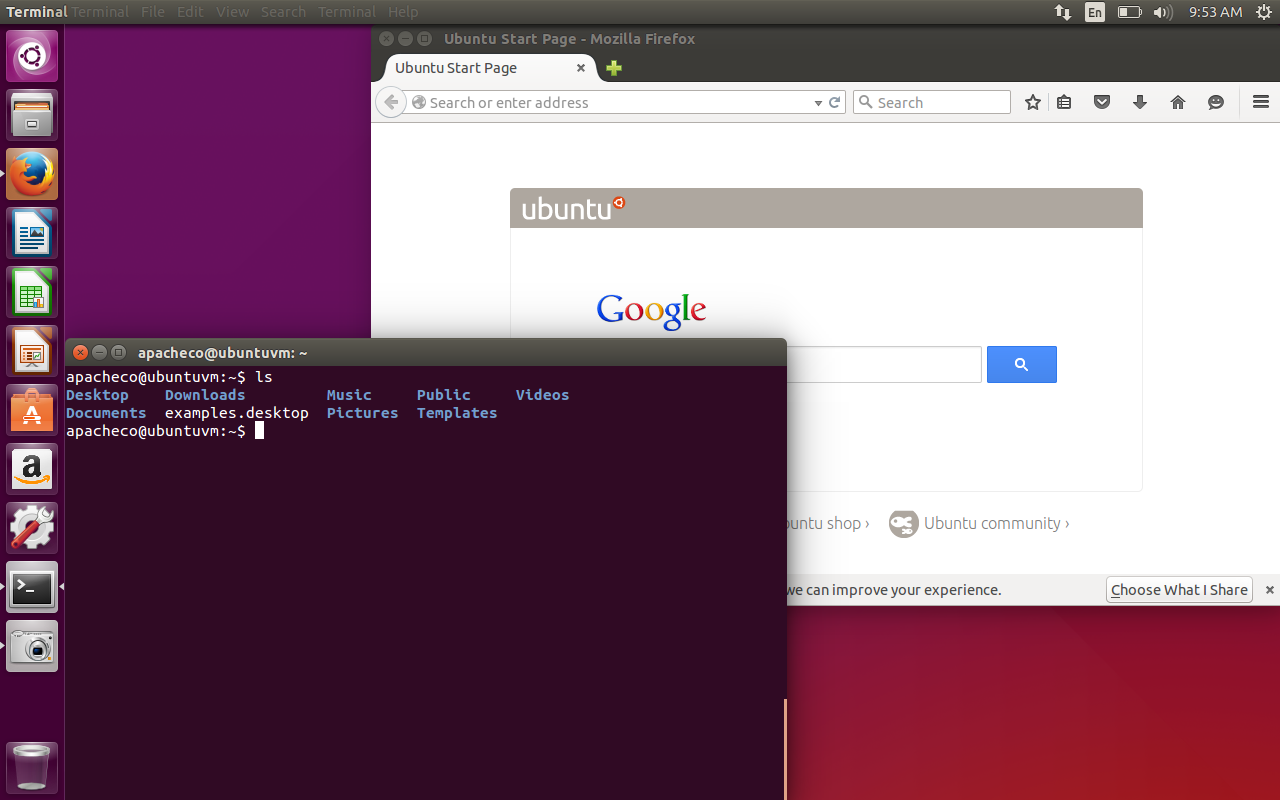 Terminal Terminal File Edit View Search Terminal Help
En
9:53 AM
Ubuntu Start Page - Mozilla Firefox
Ubuntu Start Page
Search or enter address
Search
ubuntu
Google
apacheco@ubuntuvm: ~
apacheco@ubuntuvm:~$ ls
Desktop Downloads Music Public Videos
Documents examples.desktop Pictures Templates
apacheco@ubuntuvm:~$
shop ›
Ubuntu community ›
we can improve your experience.
Choose What I Share
A
a
>_